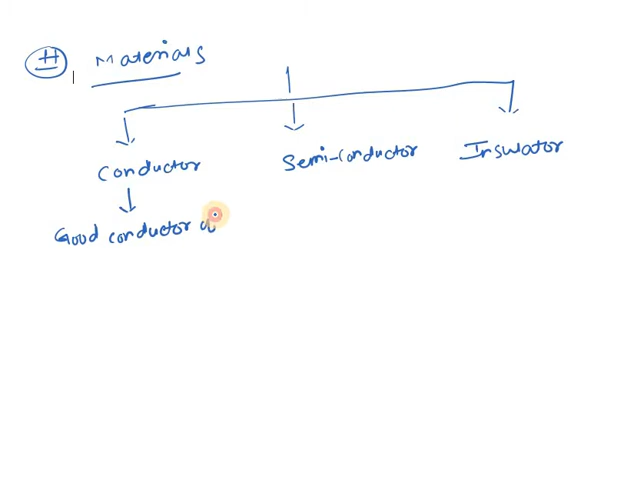 # Materials
Conductor
Semi-conductor
Insulator
Good conductor